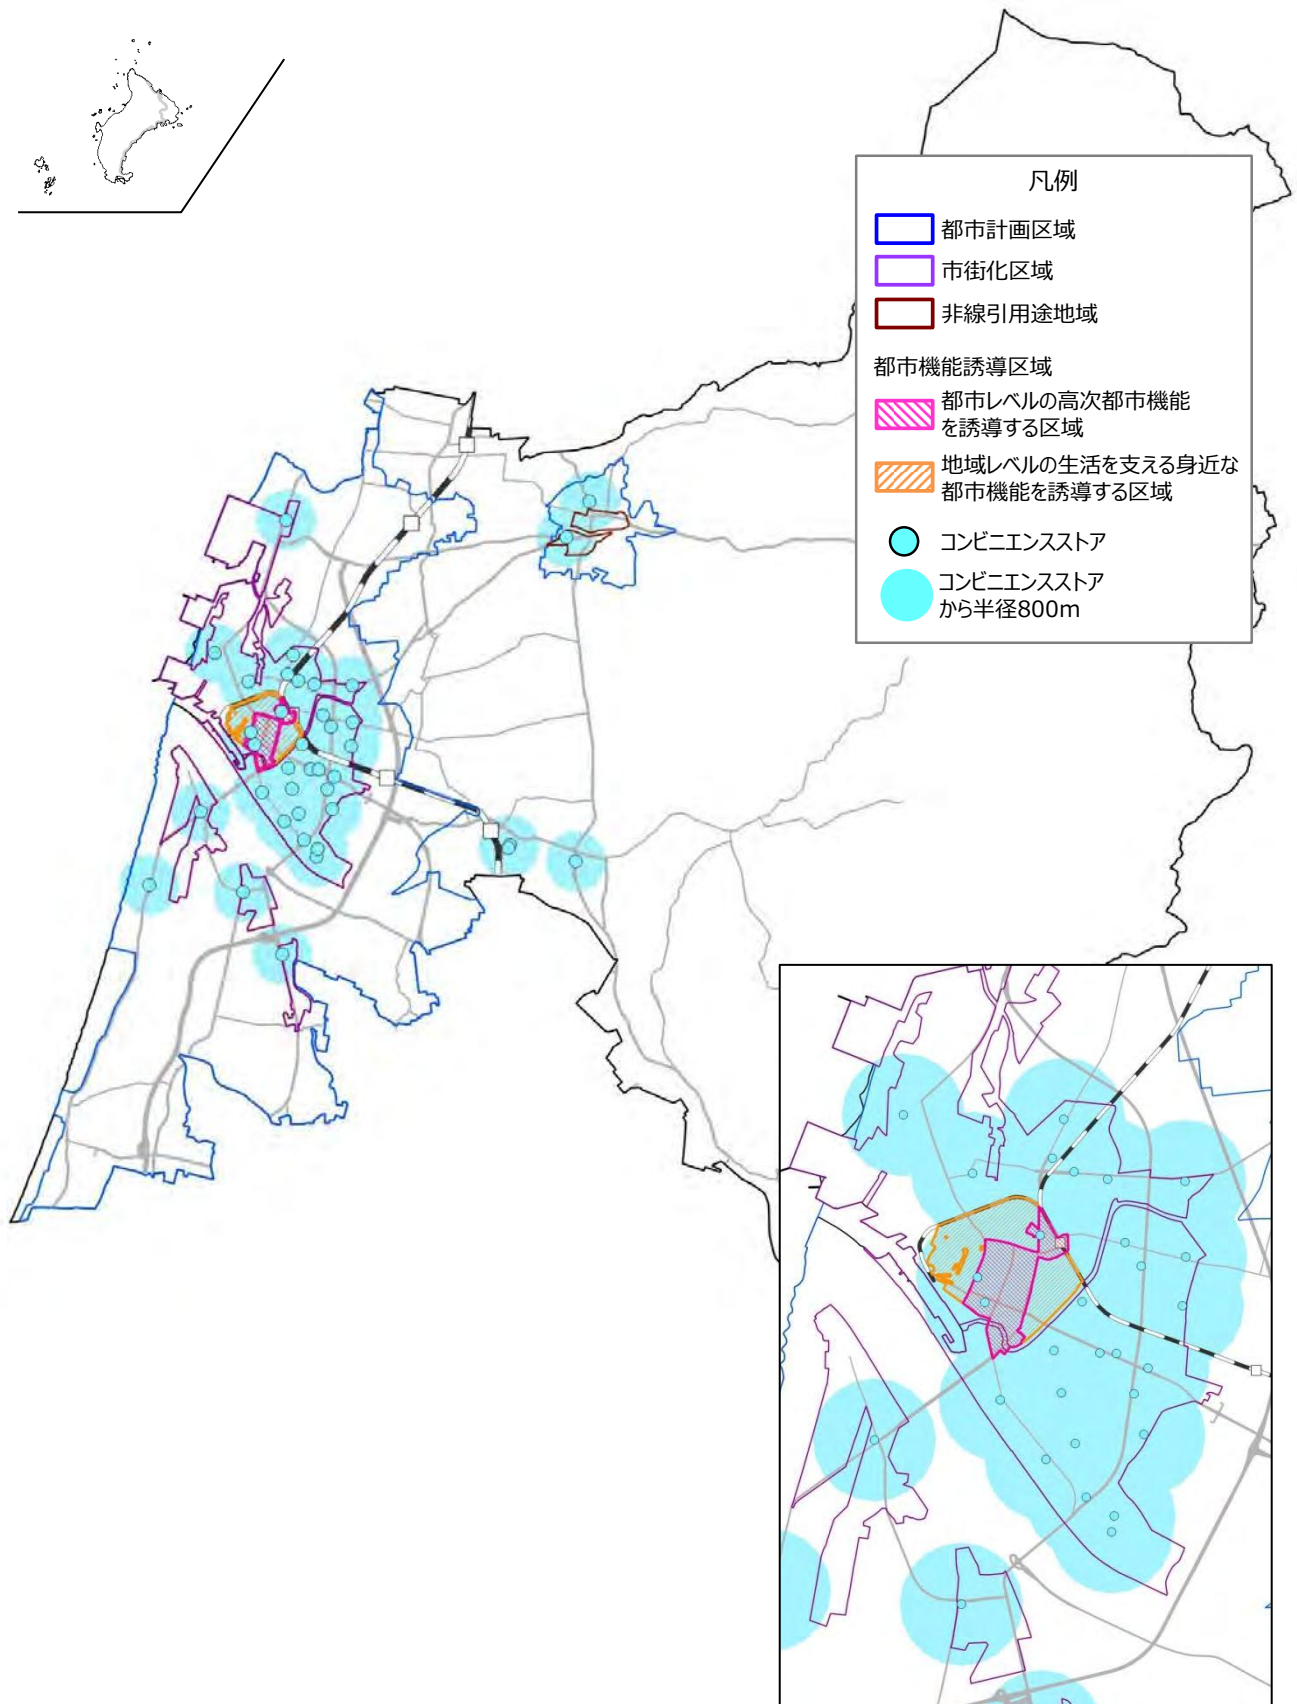 凡例
都市計画区域
市街化区域
非線引用途地域
都市機能誘導区域
都市レベルの高次都市機能
を誘導する区域
地域レベルの生活を支える身近な
都市機能を誘導する区域
コンビニエンスストア
コンビニエンスストア
から半径800m